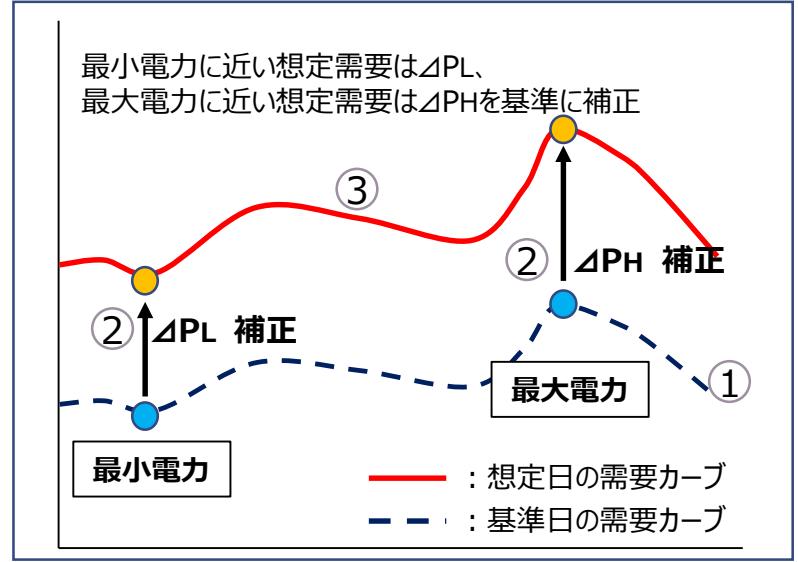 最小電力に近い想定需要は⊿PL、
最大電力に近い想定需要は⊿PHを基準に補正
③
②
⊿PH 補正
②
⊿PL 補正
①
最大電力
最小電力
：想定日の需要カーブ
：基準日の需要カーブ